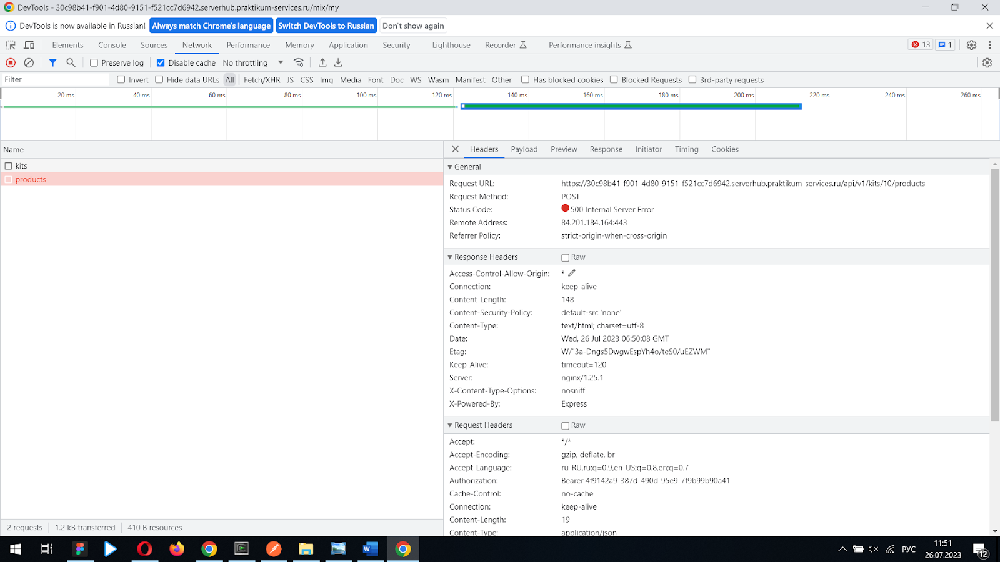 DevTools - 30c98b41-f901-4d80-9151-f521cc7d6942.serverhub.praktikum-services.ru/mix/my
DevTools is now available in Russian! Always match Chrome's language Switch DevTools to Russian Don't show again
Elements Console Sources Network Performance Memory Application Security Lighthouse Recorder Performance insights 13 1
Preserve log Disable cache No throttling
Filter Invert Hide data URLs All Fetch/XHR JS CSS Img Media Font Doc WS Wasm Manifest Other Has blocked cookies Blocked Requests 3rd-party requests
20 ms 40 ms 60 ms 80 ms 100 ms 120 ms 140 ms 160 ms 180 ms 200 ms 220 ms 240 ms 260 ms
Name
kits
products
Headers Payload Preview Response Initiator Timing Cookies
General
Request URL: https://30c98b41-f901-4d80-9151-f521cc7d6942.serverhub.praktikum-services.ru/api/v1/kits/10/products
Request Method: POST
Status Code: 500 Internal Server Error
Remote Address: 84.201.184.164:443
Referrer Policy: strict-origin-when-cross-origin
Response Headers Raw
Access-Control-Allow-Origin: *
Connection: keep-alive
Content-Length: 148
Content-Security-Policy: default-src 'none'
Content-Type: text/html; charset=utf-8
Date: Wed, 26 Jul 2023 06:50:08 GMT
Etag: W/"3a-Dngs5DwgwEspYh4o/teS0/uEZWM"
Keep-Alive: timeout=120
Server: nginx/1.25.1
X-Content-Type-Options: nosniff
X-Powered-By: Express
Request Headers Raw
Accept: */*
Accept-Encoding: gzip, deflate, br
Accept-Language: ru-RU,ru;q=0.9,en-US;q=0.8,en;q=0.7
Authorization: Bearer 4f9142a9-387d-490d-95e9-7f9b99b90a41
Cache-Control: no-cache
Connection: keep-alive
Content-Length: 19
Content-Type: application/json
2 requests 1.2 kB transferred 410 B resources
РУС 11:51
26.07.2023 12